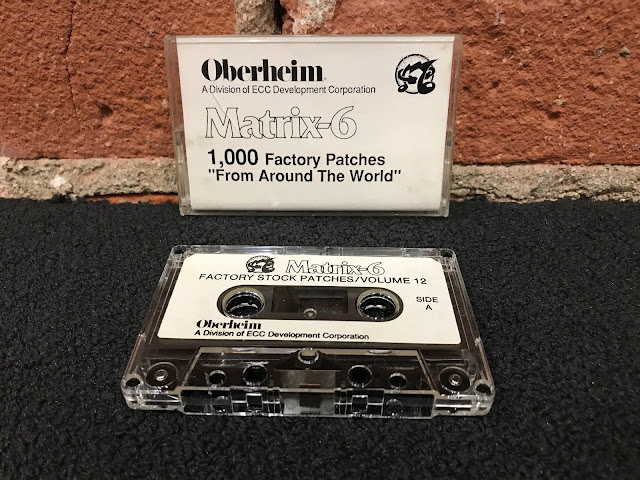 Oberheim®
A Division of ECC Development Corporation
Matrix-6
1,000 Factory Patches
"From Around The World"
Matrix-6
FACTORY STOCK PATCHES/VOLUME 12
SIDE
A
Oberheim
A Division of ECC Development Corporation